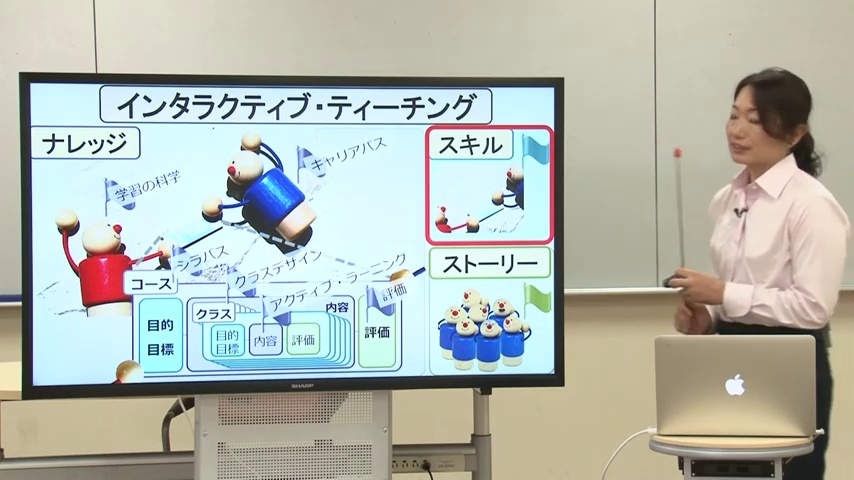 インタラクティブ・ティーチング
ナレッジ
スキル
キャリアパス
学習の科学
シラバス
クラスデザイン
アクティブ・ラーニング
評価
ストーリー
コース
目的
目標
クラス
内容
目的
目標
内容
評価
評価
SHARP